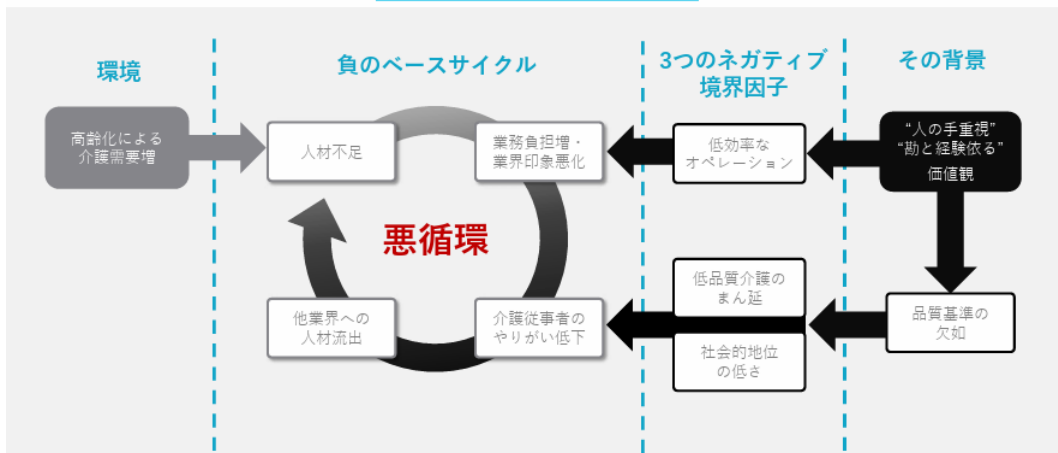 環境
負のベースサイクル
3つのネガティブ
境界因子
その背景
高齢化による
介護需要増
人材不足
業務負担増・
業界印象悪化
低効率な
オペレーション
“人の手重視”
“勘と経験依る”
価値観
悪循環
他業界への
人材流出
介護従事者の
やりがい低下
低品質介護の
まん延
社会的地位
の低さ
品質基準の
欠如